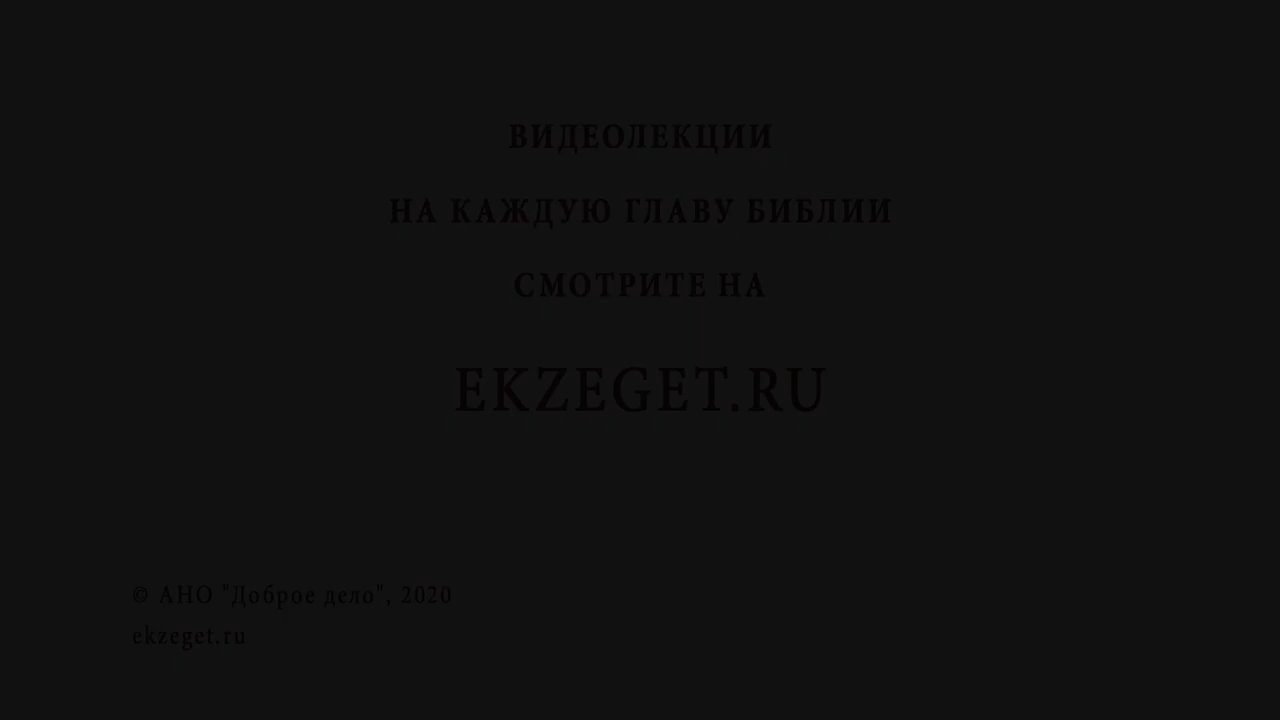 ВИДЕОЛЕКЦИИ
НА КАЖДУЮ ГЛАВУ БИБЛИИ
СМОТРИТЕ НА
EKZEGET.RU
© АНО "Доброе дело", 2020
ekzeget.ru